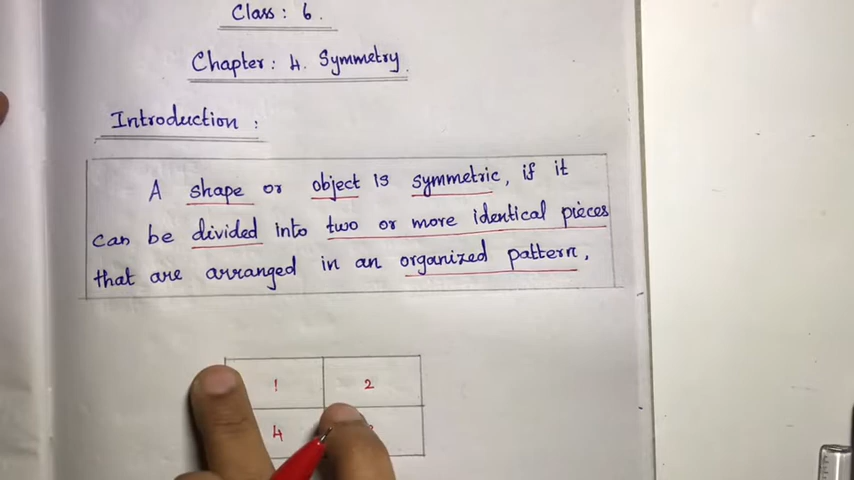 Class : 6.
Chapter : 4. Symmetry.
Introduction :
A shape or object is symmetric, if it
can be divided into two or more identical pieces
that are arranged in an organized pattern.
1 2
4